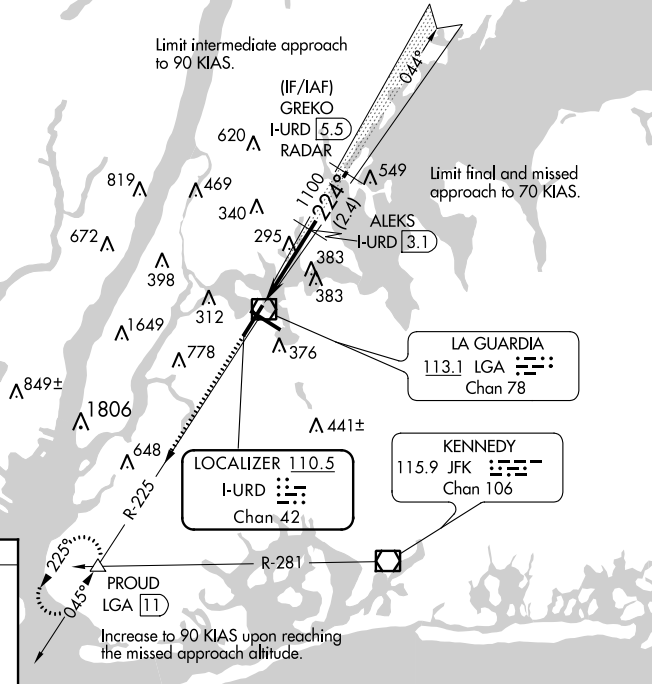 Limit intermediate approach
to 90 KIAS.
044°
(IF/IAF)
GREKO
I-URD 5.5
RADAR
620
549
Limit final and missed
approach to 70 KIAS.
819
469
1100
224°
(2.4)
340
ALEKS
I-URD 3.1
672
295
398
383
383
312
1649
778
376
LA GUARDIA
113.1 LGA
Chan 78
849±
1806
441±
648
LOCALIZER 110.5
I-URD
Chan 42
KENNEDY
115.9 JFK
Chan 106
R-225
R-281
225°
045°
PROUD
LGA 11
Increase to 90 KIAS upon reaching
the missed approach altitude.